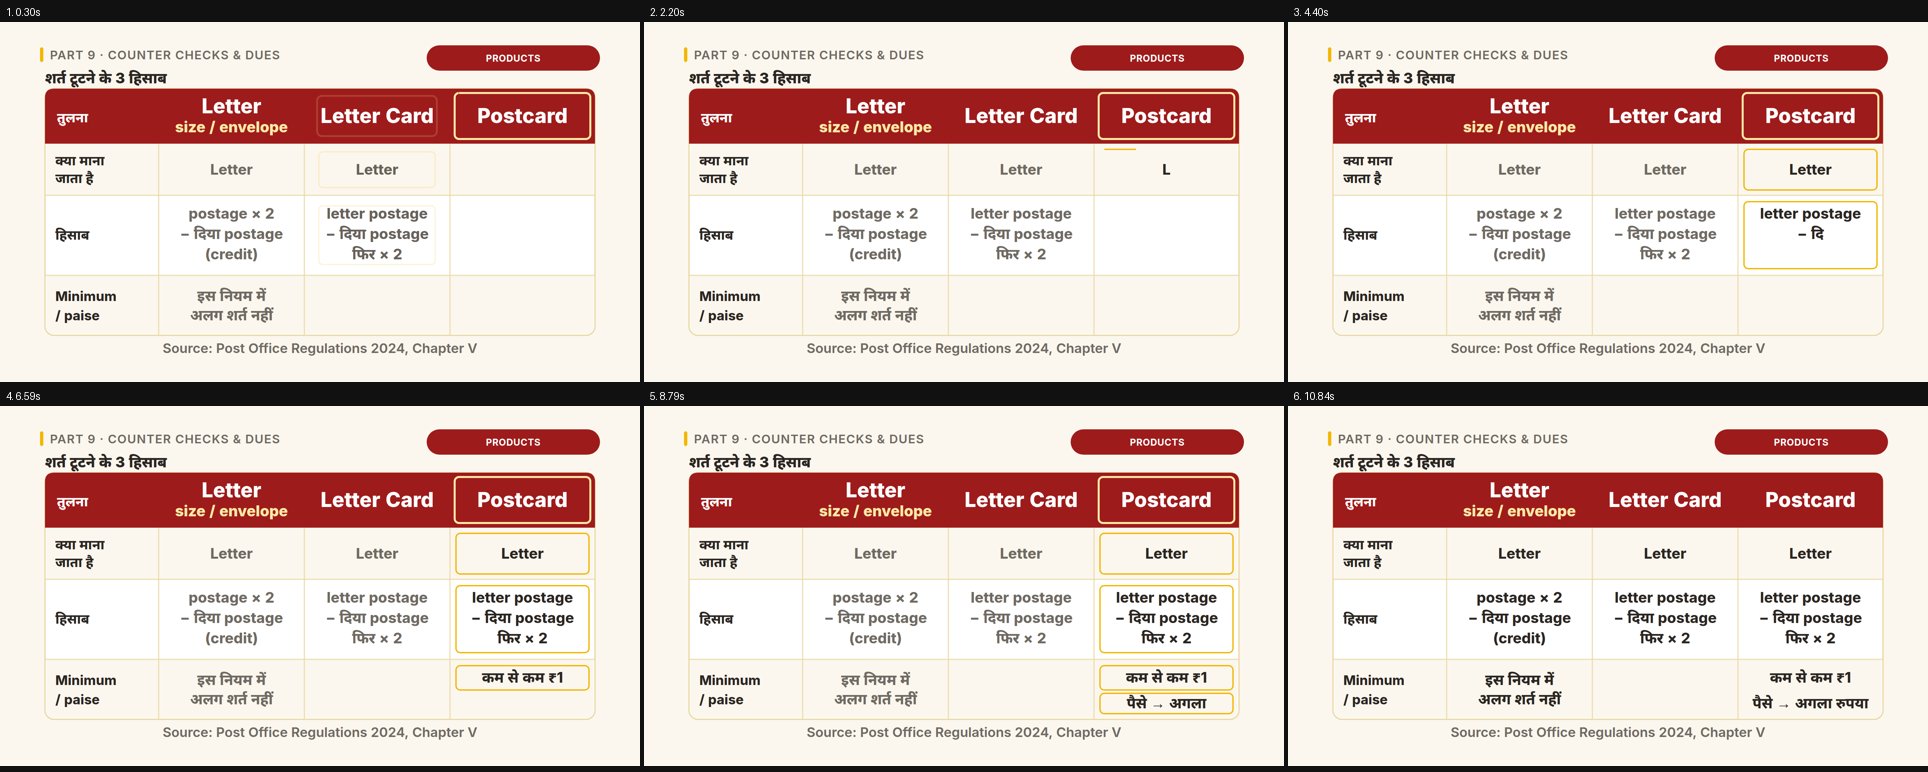 1. 0.30s
PART 9 · COUNTER CHECKS & DUES
PRODUCTS
शर्त टूटने के 3 हिसाब
तुलना
Letter
size / envelope
Letter Card
Postcard
क्या माना
जाता है
Letter
Letter
हिसाब
postage × 2
– दिया postage
(credit)
letter postage
– दिया postage
फिर × 2
Minimum
/ paise
इस नियम में
अलग शर्त नहीं
Source: Post Office Regulations 2024, Chapter V
2. 2.20s
PART 9 · COUNTER CHECKS & DUES
PRODUCTS
शर्त टूटने के 3 हिसाब
तुलना
Letter
size / envelope
Letter Card
Postcard
क्या माना
जाता है
Letter
Letter
L
हिसाब
postage × 2
– दिया postage
(credit)
letter postage
– दिया postage
फिर × 2
Minimum
/ paise
इस नियम में
अलग शर्त नहीं
Source: Post Office Regulations 2024, Chapter V
3. 4.40s
PART 9 · COUNTER CHECKS & DUES
PRODUCTS
शर्त टूटने के 3 हिसाब
तुलना
Letter
size / envelope
Letter Card
Postcard
क्या माना
जाता है
Letter
Letter
Letter
हिसाब
postage × 2
– दिया postage
(credit)
letter postage
– दिया postage
फिर × 2
letter postage
– दि
Minimum
/ paise
इस नियम में
अलग शर्त नहीं
Source: Post Office Regulations 2024, Chapter V
4. 6.59s
PART 9 · COUNTER CHECKS & DUES
PRODUCTS
शर्त टूटने के 3 हिसाब
तुलना
Letter
size / envelope
Letter Card
Postcard
क्या माना
जाता है
Letter
Letter
Letter
हिसाब
postage × 2
– दिया postage
(credit)
letter postage
– दिया postage
फिर × 2
letter postage
– दिया postage
फिर × 2
Minimum
/ paise
इस नियम में
अलग शर्त नहीं
कम से कम ₹1
Source: Post Office Regulations 2024, Chapter V
5. 8.79s
PART 9 · COUNTER CHECKS & DUES
PRODUCTS
शर्त टूटने के 3 हिसाब
तुलना
Letter
size / envelope
Letter Card
Postcard
क्या माना
जाता है
Letter
Letter
Letter
हिसाब
postage × 2
– दिया postage
(credit)
letter postage
– दिया postage
फिर × 2
letter postage
– दिया postage
फिर × 2
Minimum
/ paise
इस नियम में
अलग शर्त नहीं
कम से कम ₹1
पैसे → अगला
Source: Post Office Regulations 2024, Chapter V
6. 10.84s
PART 9 · COUNTER CHECKS & DUES
PRODUCTS
शर्त टूटने के 3 हिसाब
तुलना
Letter
size / envelope
Letter Card
Postcard
क्या माना
जाता है
Letter
Letter
Letter
हिसाब
postage × 2
– दिया postage
(credit)
letter postage
– दिया postage
फिर × 2
letter postage
– दिया postage
फिर × 2
Minimum
/ paise
इस नियम में
अलग शर्त नहीं
कम से कम ₹1
पैसे → अगला रुपया
Source: Post Office Regulations 2024, Chapter V